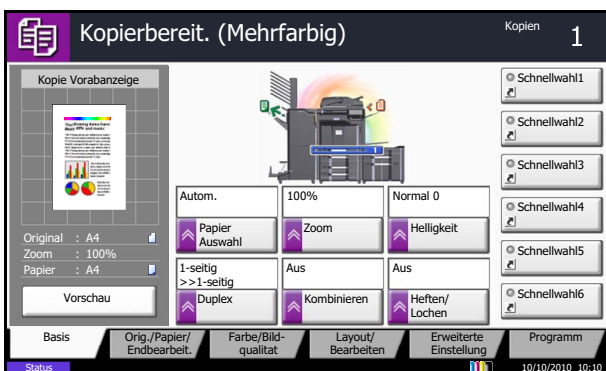 Kopierbereit. (Mehrfarbig)
Kopien
1
Kopie Vorabanzeige
Original : A4
Zoom : 100%
Papier : A4
Vorschau
1
Autom.
Papier
Auswahl
100%
Zoom
Normal 0
Helligkeit
1-seitig
>>1-seitig
Duplex
Aus
Kombinieren
Aus
Heften/
Lochen
Schnellwahl1
Schnellwahl2
Schnellwahl3
Schnellwahl4
Schnellwahl5
Schnellwahl6
Basis
Orig./Papier/
Endbearbeit.
Farbe/Bild-
qualitat
Layout/
Bearbeiten
Erweiterte
Einstellung
Programm
Status
10/10/2010 10:10